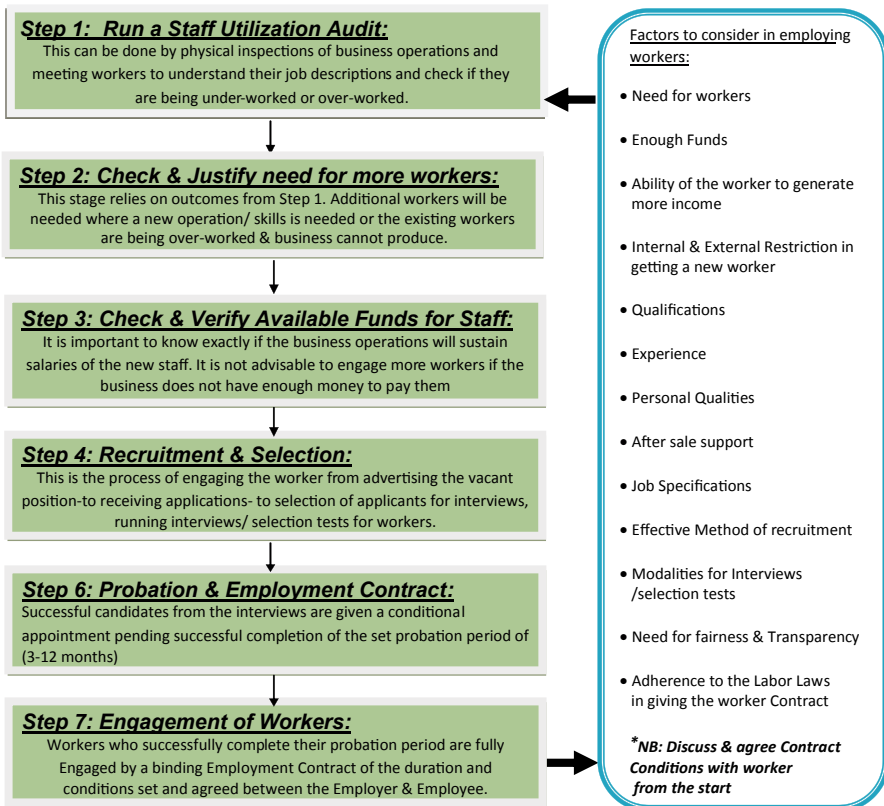 Step 1:  Run a Staff Utilization Audit:
This can be done by physical inspections of business operations and
meeting workers to understand their job descriptions and check if they
are being under-worked or over-worked.
Step 2: Check & Justify need for more workers:
This stage relies on outcomes from Step 1. Additional workers will be
needed where a new operation/ skills is needed or the existing workers
are being over-worked & business cannot produce.
Step 3: Check & Verify Available Funds for Staff:
It is important to know exactly if the business operations will sustain
salaries of the new staff. It is not advisable to engage more workers if the
business does not have enough money to pay them
Step 4: Recruitment & Selection:
This is the process of engaging the worker from advertising the vacant
position-to receiving applications- to selection of applicants for interviews,
running interviews/ selection tests for workers.
Step 6: Probation & Employment Contract:
Successful candidates from the interviews are given a conditional
appointment pending successful completion of the set probation period of
(3-12 months)
Step 7: Engagement of Workers:
Workers who successfully complete their probation period are fully
Engaged by a binding Employment Contract of the duration and
conditions set and agreed between the Employer & Employee.
Factors to consider in employing
workers:
• Need for workers
• Enough Funds
• Ability of the worker to generate
more income
• Internal & External Restriction in
getting a new worker
• Qualifications
• Experience
• Personal Qualities
• After sale support
• Job Specifications
• Effective Method of recruitment
• Modalities for Interviews
/selection tests
• Need for fairness & Transparency
• Adherence to the Labor Laws
in giving the worker Contract
*NB: Discuss & agree Contract
Conditions with worker
from the start